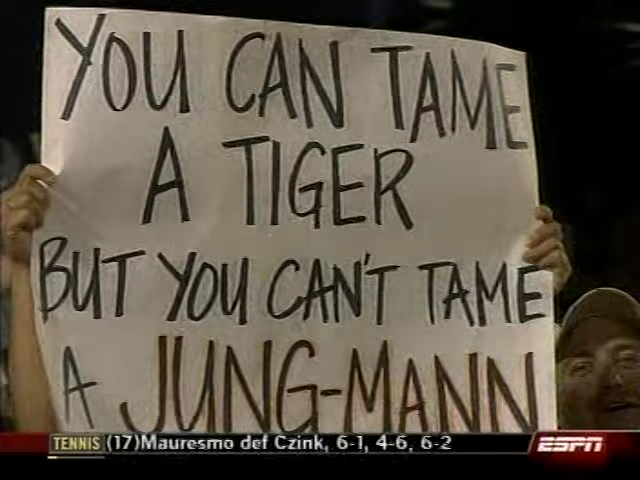 YOU CAN TAME
A TIGER
BUT YOU CAN'T TAME
A JUNG-MANN
TENNIS (17)Mauresmo def Czink, 6-1, 4-6, 6-2 ESPN